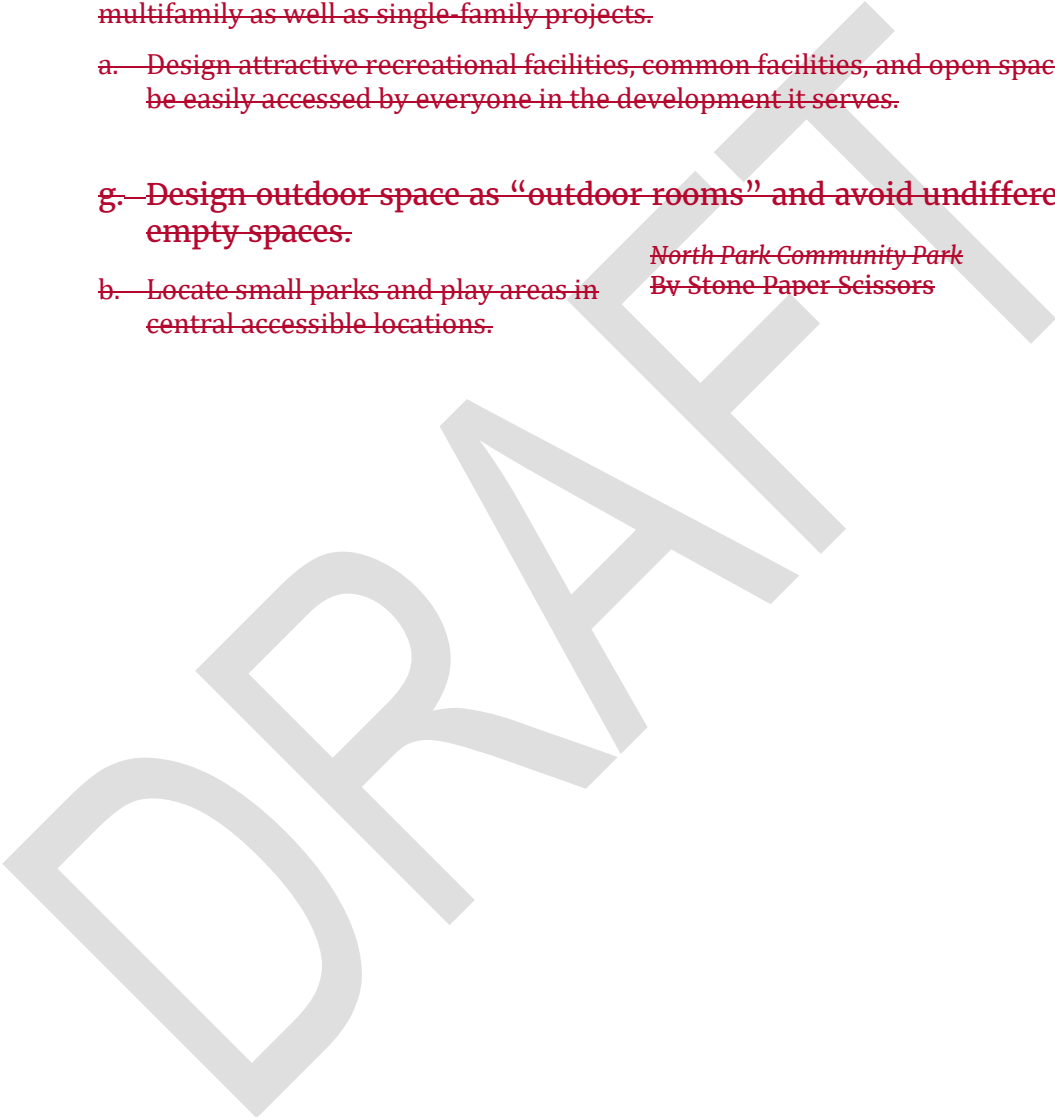 multifamily as well as single-family projects.
a. Design attractive recreational facilities, common facilities, and open spac
be easily accessed by everyone in the development it serves.
g. Design outdoor space as “outdoor rooms” and avoid undiffere
empty spaces.
North Park Community Park
By Stone Paper Scissors
b. Locate small parks and play areas in
central accessible locations.
DRAFT